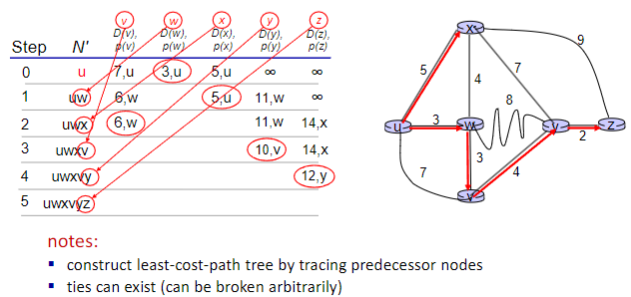 v w x y z
D(v), D(w), D(x), D(y), D(z),
Step N' p(v) p(w) p(x) p(y) p(z)
0 u 7,u 3,u 5,u ∞ ∞
1 uw 6,w 5,u 11,w ∞
2 uwx 6,w 11,w 14,x
3 uwxv 10,v 14,x
4 uwxvy 12,y
5 uwxvyz
x
9
5
7
4
8
u
3
w
y
2
z
7
3
4
v
notes:
▪ construct least-cost-path tree by tracing predecessor nodes
▪ ties can exist (can be broken arbitrarily)